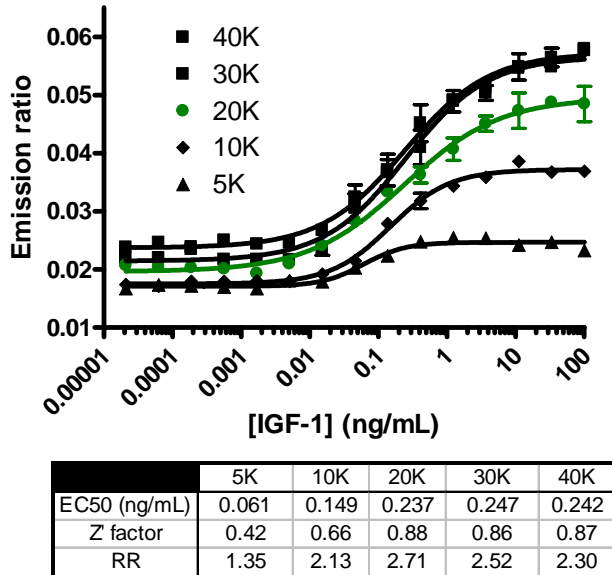 0.06
0.05
0.04
0.03
0.02
0.01
Emission ratio
40K
30K
20K
10K
5K
0.00001
0.0001
0.001
0.01
0.1
1
10
100
[IGF-1] (ng/mL)
5K 10K 20K 30K 40K
EC50 (ng/mL) 0.061 0.149 0.237 0.247 0.242
Z' factor 0.42 0.66 0.88 0.86 0.87
RR 1.35 2.13 2.71 2.52 2.30